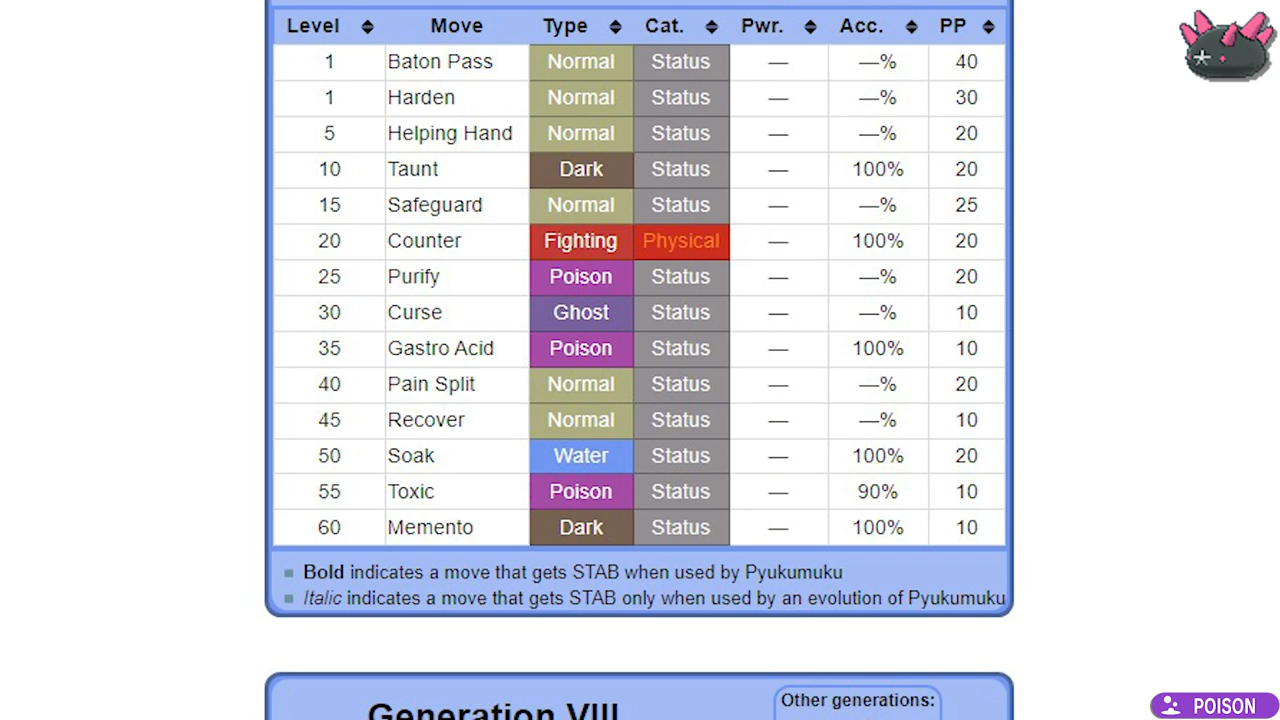 Level Move Type Cat. Pwr. Acc. PP
1 Baton Pass Normal Status — —% 40
1 Harden Normal Status — —% 30
5 Helping Hand Normal Status — —% 20
10 Taunt Dark Status — 100% 20
15 Safeguard Normal Status — —% 25
20 Counter Fighting Physical — 100% 20
25 Purify Poison Status — —% 20
30 Curse Ghost Status — —% 10
35 Gastro Acid Poison Status — 100% 10
40 Pain Split Normal Status — —% 20
45 Recover Normal Status — —% 10
50 Soak Water Status — 100% 20
55 Toxic Poison Status — 90% 10
60 Memento Dark Status — 100% 10
Bold indicates a move that gets STAB when used by Pyukumuku
Italic indicates a move that gets STAB only when used by an evolution of Pyukumuku
Other generations:
Generation VIII
POISON